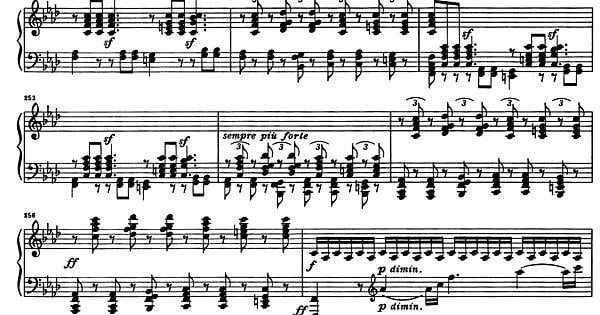 3 3 3
sf sf
sf sf
253
sf sf
sempre più forte
3 3 3
3 3 3 3
256
ff
ff
f
p dimin.
p dimin.